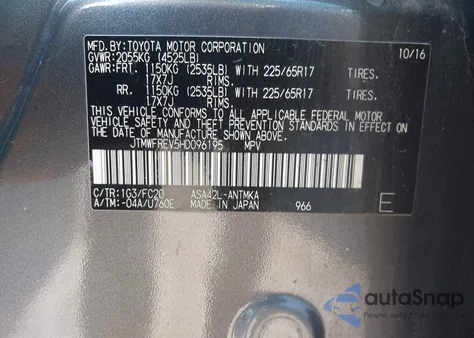 MFD.BY:TOYOTA MOTOR CORPORATION 10/16
GVWR:2055KG (4525LB)
GAWR:FRT. 1150KG (2535LB) WITH 225/65R17 TIRES.
17X7J RIMS.
RR. 1150KG (2535LB) WITH 225/65R17 TIRES.
17X7J RIMS.
THIS VEHICLE CONFORMS TO ALL APPLICABLE FEDERAL MOTOR
VEHICLE SAFETY AND THEFT PREVENTION STANDARDS IN
EFFECT ON THE DATE OF MANUFACTURE SHOWN ABOVE.
JTMWFREV5HD096195 MPV
C/TR:1G3/FC20 ASA42L-ANTMKA
A/TM:-04A/U760E MADE IN JAPAN 966 E
autoSnap